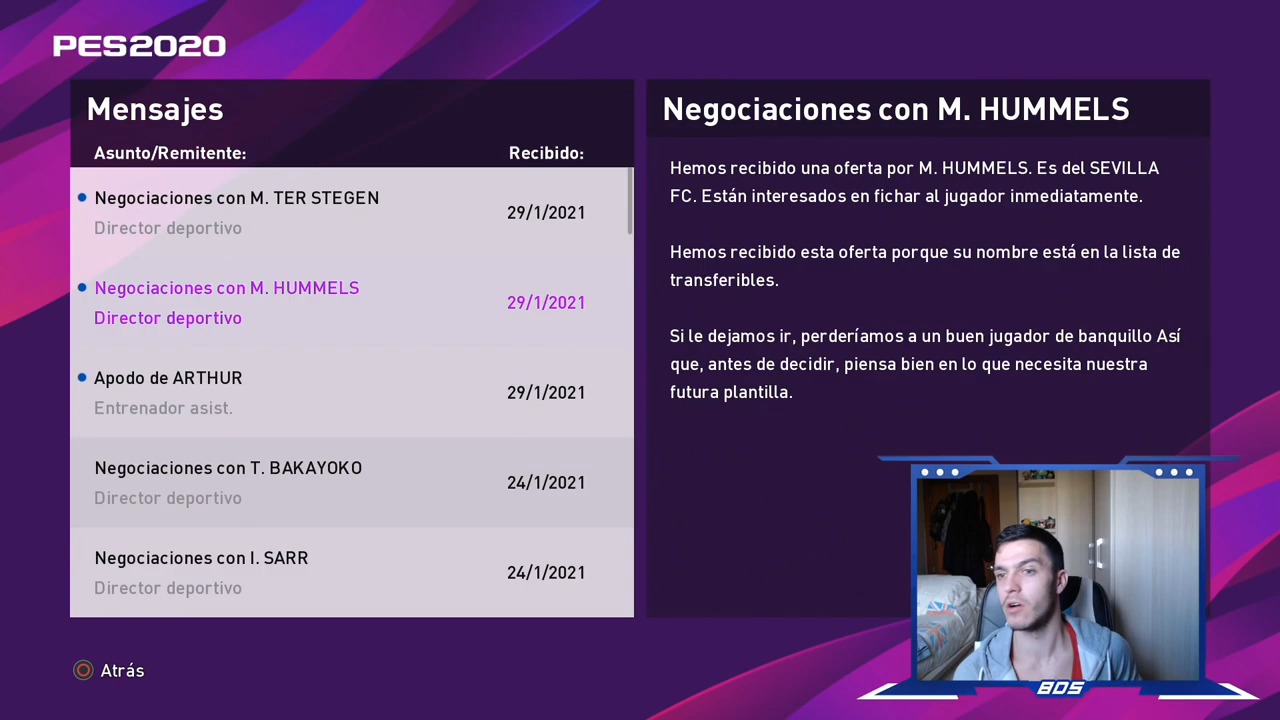 PES2020
Mensajes
Asunto/Remitente:
Recibido:
Negociaciones con M. TER STEGEN
Director deportivo
29/1/2021
Negociaciones con M. HUMMELS
Director deportivo
29/1/2021
Apodo de ARTHUR
Entrenador asist.
29/1/2021
Negociaciones con T. BAKAYOKO
Director deportivo
24/1/2021
Negociaciones con I. SARR
Director deportivo
24/1/2021
Negociaciones con M. HUMMELS
Hemos recibido una oferta por M. HUMMELS. Es del SEVILLA
FC. Están interesados en fichar al jugador inmediatamente.
Hemos recibido esta oferta porque su nombre está en la lista de
transferibles.
Si le dejamos ir, perderíamos a un buen jugador de banquillo Así
que, antes de decidir, piensa bien en lo que necesita nuestra
futura plantilla.
Atrás
BDS